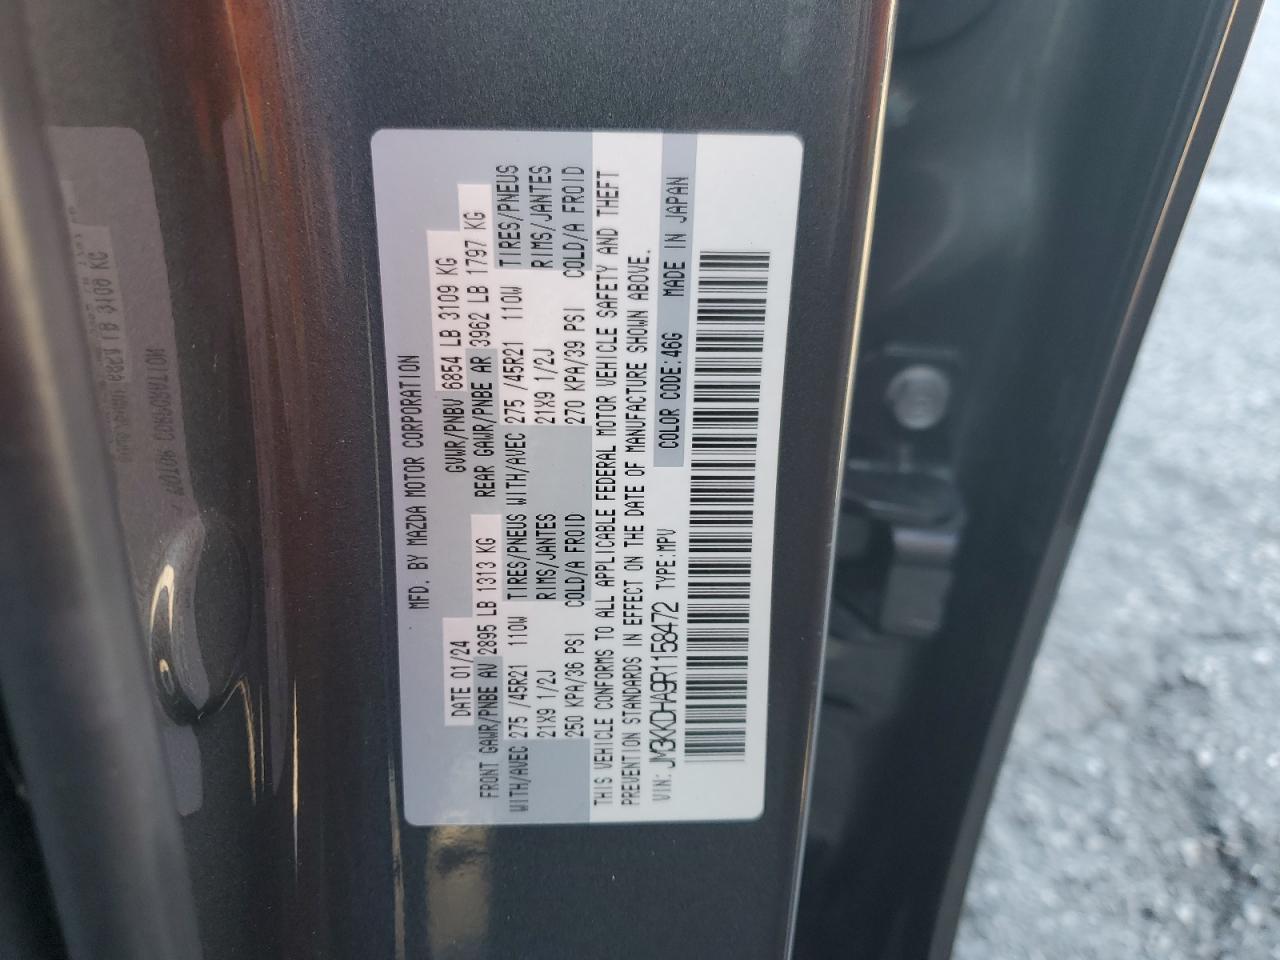 MFD. BY MAZDA MOTOR CORPORATION
DATE 01/24 GVWR/PNBV 6854 LB 3109 KG
FRONT GAWR/PNBE AV 2895 LB 1313 KG REAR GAWR/PNBE AR 3962 LB 1797 KG
WITH/AVEC 275 /45R21 110W TIRES/PNEUS WITH/AVEC 275 /45R21 110W TIRES/PNEUS
21X9 1/2J RIMS/JANTES 21X9 1/2J RIMS/JANTES
250 KPA/36 PSI COLD/A FROID 270 KPA/39 PSI COLD/A FROID
THIS VEHICLE CONFORMS TO ALL APPLICABLE FEDERAL MOTOR VEHICLE SAFETY AND THEFT
PREVENTION STANDARDS IN EFFECT ON THE DATE OF MANUFACTURE SHOWN ABOVE.
VIN: JM3KKDHA9R1158472 TYPE:MPV COLOR CODE:46G MADE IN JAPAN